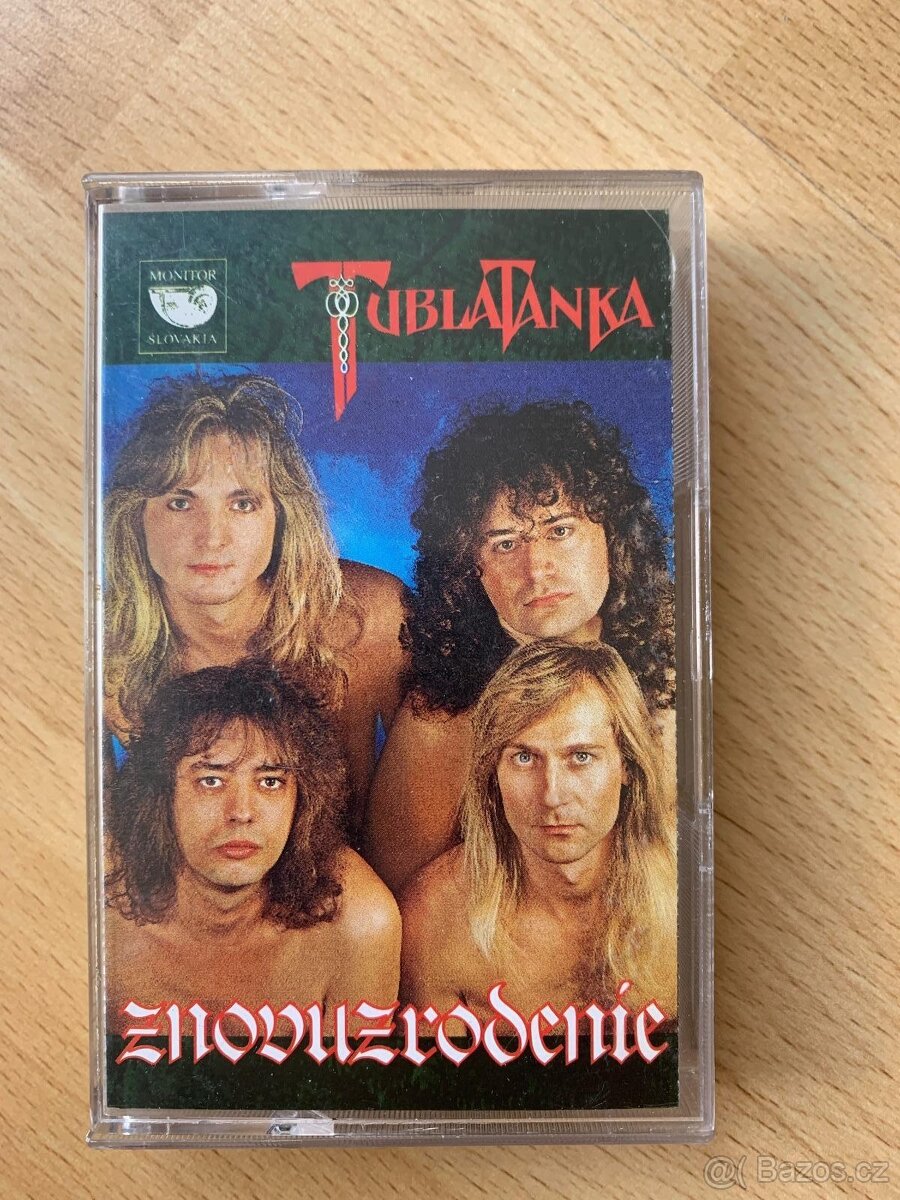 MONITOR
SLOVAKIA
TUBLATANKA
znovuzrodenie
@( Bazos.cz